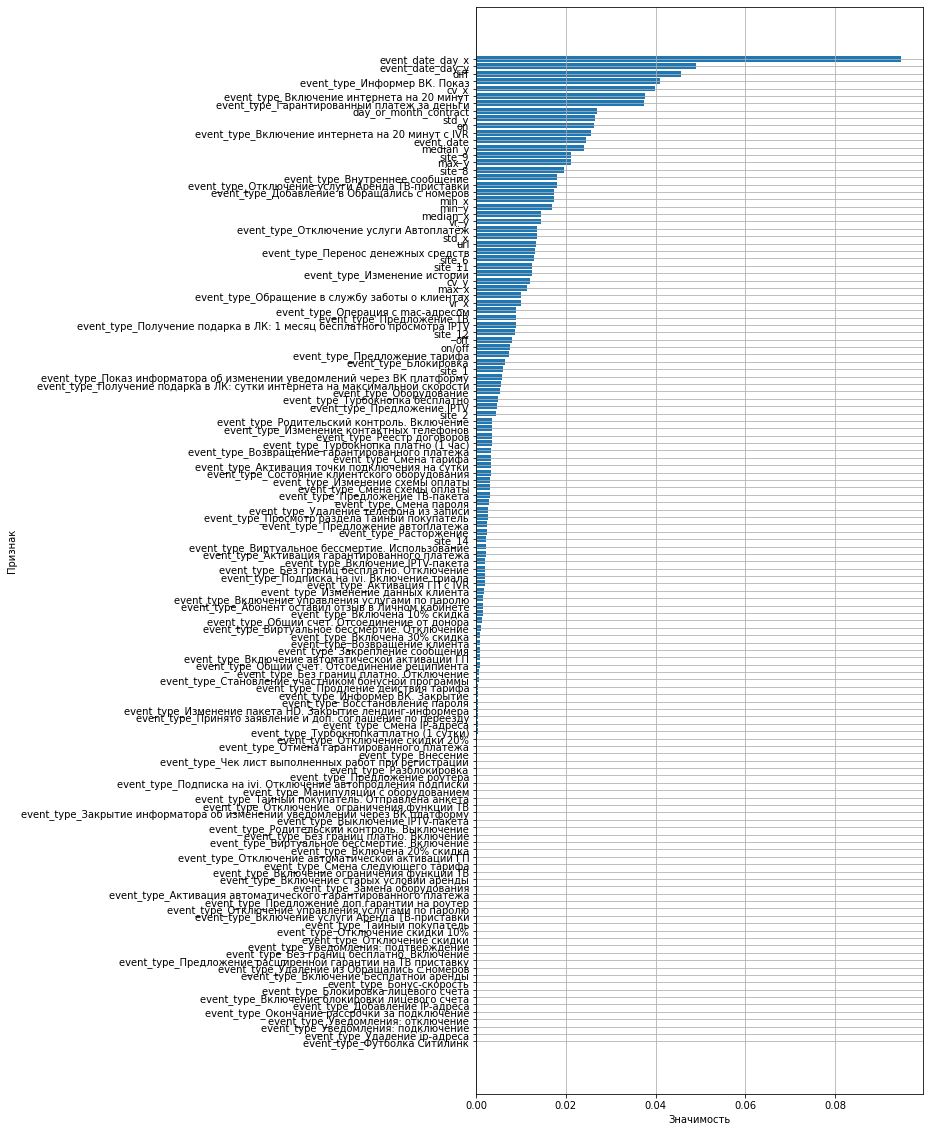 event_date_day_x
event_date_day_y
diff
event_type_Информер ВК. Показ
cv_x
event_type_Включение интернета на 20 минут
event_type_Гарантированный платеж за деньги
day_or_month_contract
std_y
on
event_type_Включение интернета на 20 минут с IVR
event_date
median_y
site_9
max_y
site_8
event_type_Внутреннее сообщение
event_type_Отключение услуги Аренда ТВ-приставки
event_type_Добавление в Обращались с номеров
min_x
min_y
median_x
vr_y
event_type_Отключение услуги Автоплатеж
std_x
event_type_Перенос денежных средств
site_6
site_11
event_type_Изменение истории
cv_y
max_x
event_type_Обращение в службу заботы о клиентах
vr_x
event_type_Операция с mac-адресом
event_type_Предложение ТВ
event_type_Получение подарка в ЛК: 1 месяц бесплатного просмотра IPTV
site_12
off
on/off
event_type_Предложение тарифа
event_type_Блокировка
site_1
event_type_Показ информатора об изменении уведомлений через ВК платформу
event_type_Получение подарка в ЛК: сутки интернета на максимальной скорости
event_type_Оборудование
event_type_Турбокнопка бесплатно
event_type_Предложение IPTV
site_2
event_type_Родительский контроль. Включение
event_type_Изменение контактных телефонов
event_type_Реестр договоров
event_type_Турбокнопка платно (1 час)
event_type_Возвращение гарантированного платежа
event_type_Смена тарифа
event_type_Активация точки подключения на сутки
event_type_Состояние клиентского оборудования
event_type_Изменение схемы оплаты
event_type_Смена схемы оплаты
event_type_Предложение ТВ-пакета
event_type_Смена пароля
event_type_Удаление телефона из записи
event_type_Просмотр раздела Тайный покупатель
event_type_Предложение автоплатежа
event_type_Расторжение
site_14
event_type_Виртуальное бессмертие. Использование
event_type_Активация гарантированного платежа
event_type_Включение IPTV-пакета
event_type_Без границ бесплатно. Отключение
event_type_Подписка на ivi. Включение триала
event_type_Активация ГП с IVR
event_type_Изменение данных клиента
event_type_Включение управления услугами по паролю
event_type_Абонент оставил отзыв в Личном кабинете
event_type_Включена 10% скидка
event_type_Общий счет. Отсоединение от донора
event_type_Виртуальное бессмертие. Отключение
event_type_Включена 30% скидка
event_type_Возвращение клиента
event_type_Закрепление сообщения
event_type_Включение автоматической активации ГП
event_type_Общий счет. Отсоединение реципиента
event_type_Без границ платно. Отключение
event_type_Становление участником бонусной программы
event_type_Продление действия тарифа
event_type_Информер ВК. Закрытие
event_type_Восстановление пароля
event_type_Изменение пакета HD. Закрытие лендинг-информера
event_type_Принято заявление и доп. соглашение по переезду
event_type_Смена IP-адреса
event_type_Турбокнопка платно (1 сутки)
event_type_Отключение скидки 20%
event_type_Отмена гарантированного платежа
event_type_Внесение
event_type_Чек лист выполненных работ при регистрации
event_type_Разблокировка
event_type_Предложение роутера
event_type_Подписка на ivi. Отключение автопродления подписки
event_type_Манипуляции с оборудованием
event_type_Тайный покупатель. Отправлена анкета
event_type_Отключение  ограничения функции ТВ
event_type_Закрытие информатора об изменении уведомлений через ВК платформу
event_type_Выключение IPTV-пакета
event_type_Родительский контроль. Выключение
event_type_Без границ платно. Включение
event_type_Виртуальное бессмертие. Включение
event_type_Включена 20% скидка
event_type_Отключение автоматической активации ГП
event_type_Смена следующего тарифа
event_type_Включение ограничения функции ТВ
event_type_Включение старых условий аренды
event_type_Замена оборудования
event_type_Активация автоматического гарантированного платежа
event_type_Предложение доп.гарантии на роутер
event_type_Отключение управления услугами по паролю
event_type_Включение услуги Аренда ТВ-приставки
event_type_Тайный покупатель
event_type_Отключение скидки 10%
event_type_Отключение скидки
event_type_Уведомления: подтверждение
event_type_Без границ бесплатно. Включение
event_type_Предложение расширенной гарантии на ТВ приставку
event_type_Удаление из Обращались с номеров
event_type_Включение Бесплатной аренды
event_type_Бонус-скорость
event_type_Блокировка лицевого счета
event_type_Включение блокировки лицевого счета
event_type_Добавление IP-адреса
event_type_Окончание рассрочки за подключение
event_type_Уведомления: отключение
event_type_Уведомления: подключение
event_type_Удаление ip-адреса
event_type_Футболка Ситилинк
Признак
0.00 0.02 0.04 0.06 0.08
Значимость